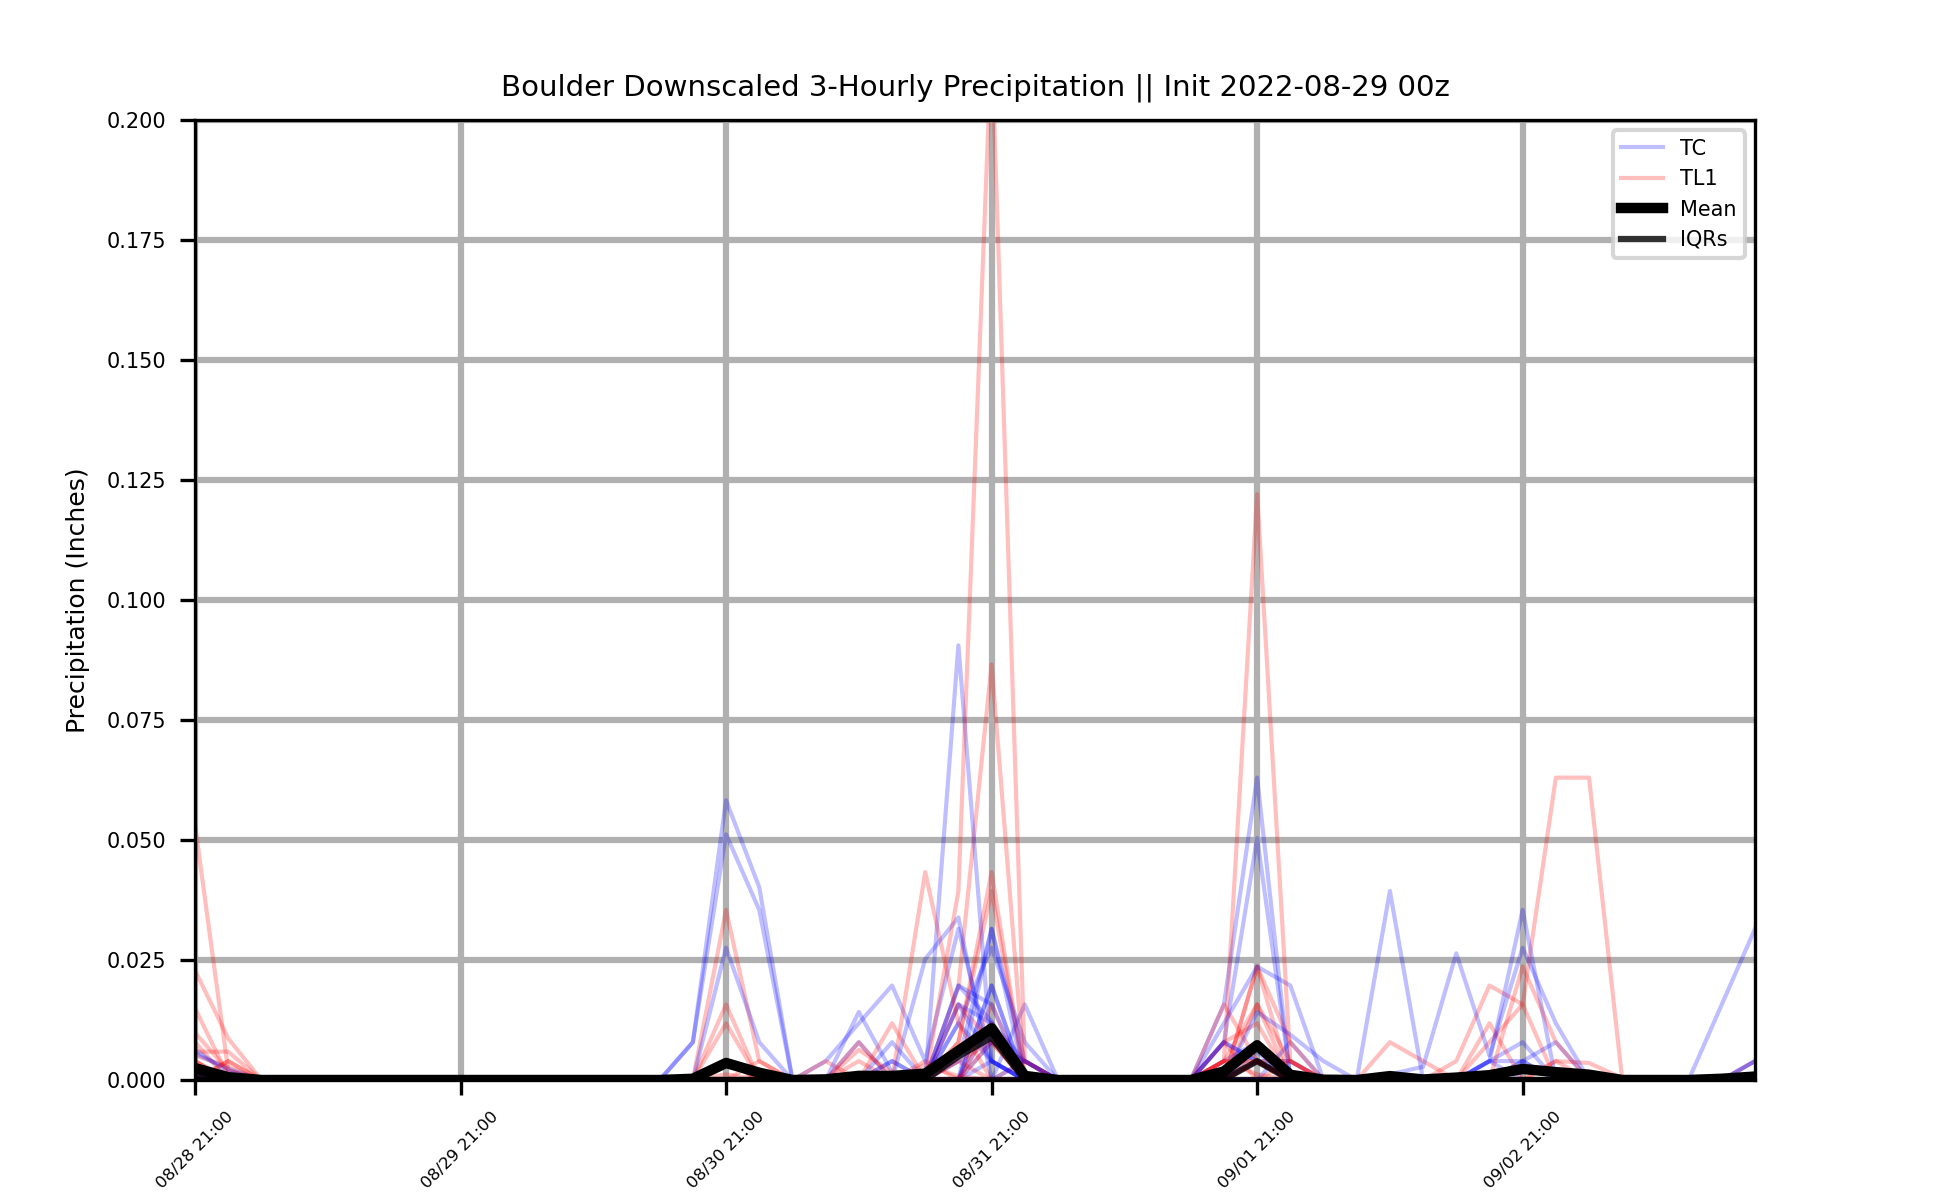 Boulder Downscaled 3-Hourly Precipitation || Init 2022-08-29 00z
Precipitation (Inches)
0.200
0.175
0.150
0.125
0.100
0.075
0.050
0.025
0.000
TC
TL1
Mean
IQRs
08/28 21:00
08/29 21:00
08/30 21:00
08/31 21:00
09/01 21:00
09/02 21:00